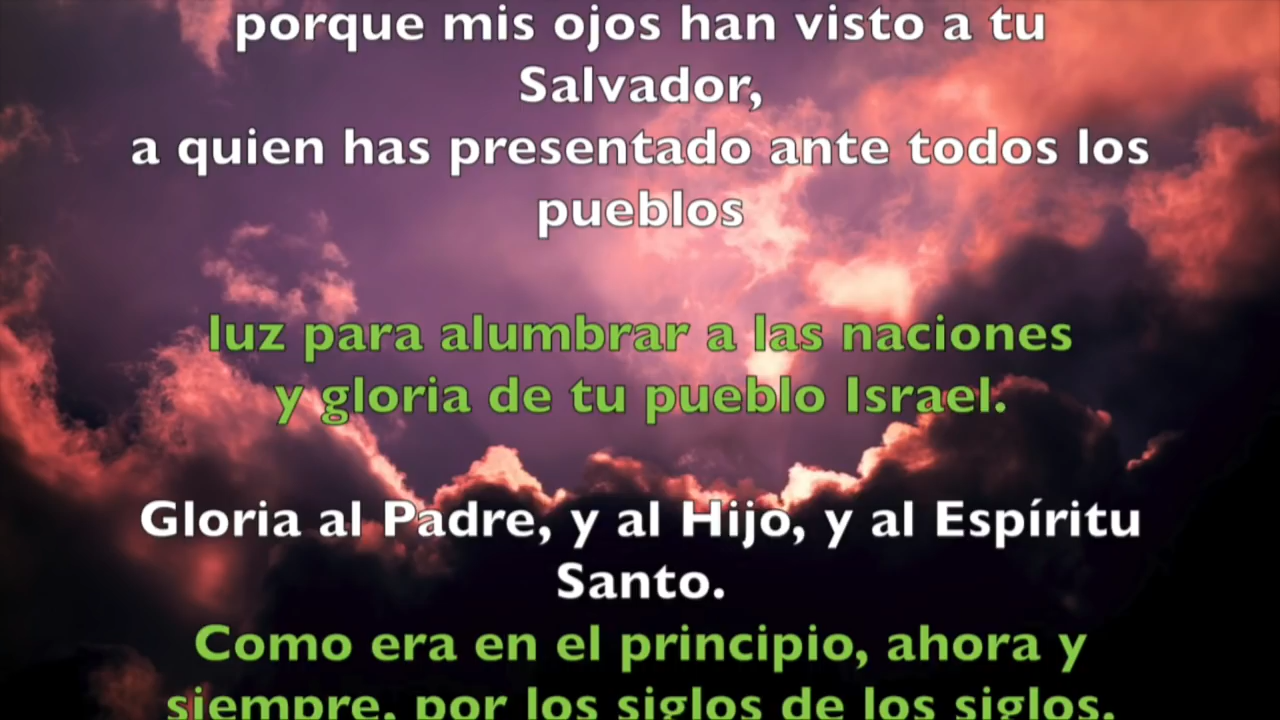 porque mis ojos han visto a tu
Salvador,
a quien has presentado ante todos los
pueblos
luz para alumbrar a las naciones
y gloria de tu pueblo Israel.
Gloria al Padre, y al Hijo, y al Espíritu
Santo.
Como era en el principio, ahora y
siempre, por los siglos de los siglos.